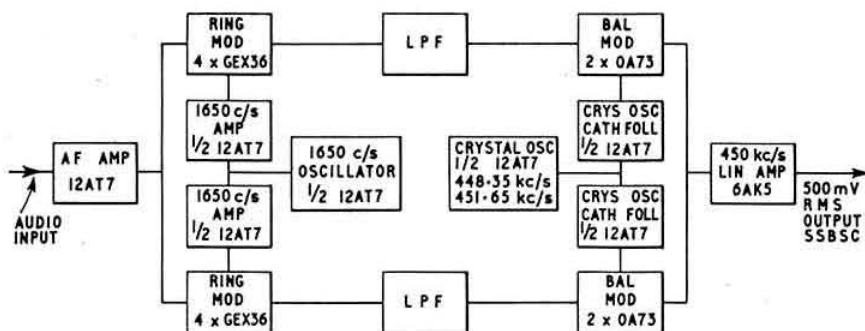 RING
MOD
4 x GEX36
LPF
BAL
MOD
2 x OA73
1650 c/s
AMP
1/2 12AT7
CRYS OSC
CATH FOLL
1/2 12AT7
AF AMP
12AT7
1650 c/s
OSCILLATOR
1/2 12AT7
CRYSTAL OSC
1/2 12AT7
448·35 kc/s
451·65 kc/s
450 kc/s
LIN AMP
6AK5
AUDIO
INPUT
1650 c/s
AMP
1/2 12AT7
CRYS OSC
CATH FOLL
1/2 12AT7
500 mV
RMS
OUTPUT
SSBSC
RING
MOD
4 x GEX36
LPF
BAL
MOD
2 x OA73